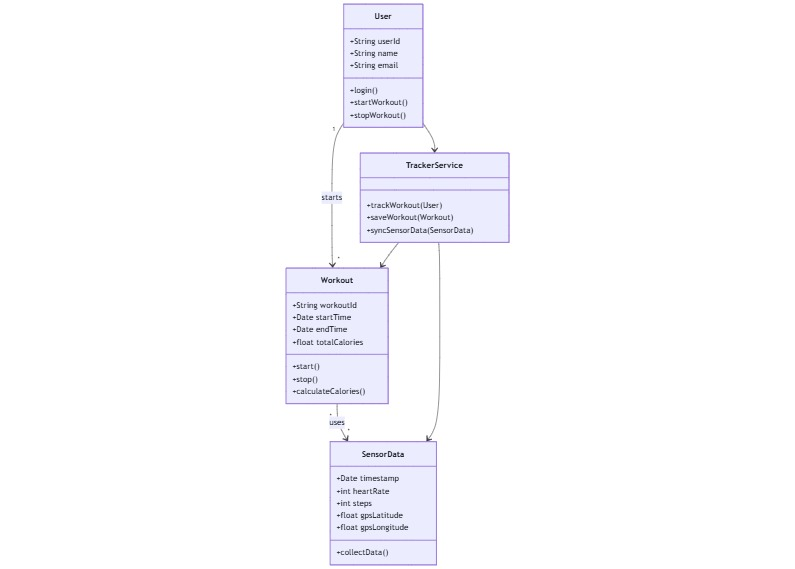 User
+String userId
+String name
+String email
+login()
+startWorkout()
+stopWorkout()
1
TrackerService
+trackWorkout(User)
+saveWorkout(Workout)
+syncSensorData(SensorData)
starts
*
Workout
+String workoutId
+Date startTime
+Date endTime
+float totalCalories
+start()
+stop()
+calculateCalories()
*
uses
*
SensorData
+Date timestamp
+int heartRate
+int steps
+float gpsLatitude
+float gpsLongitude
+collectData()